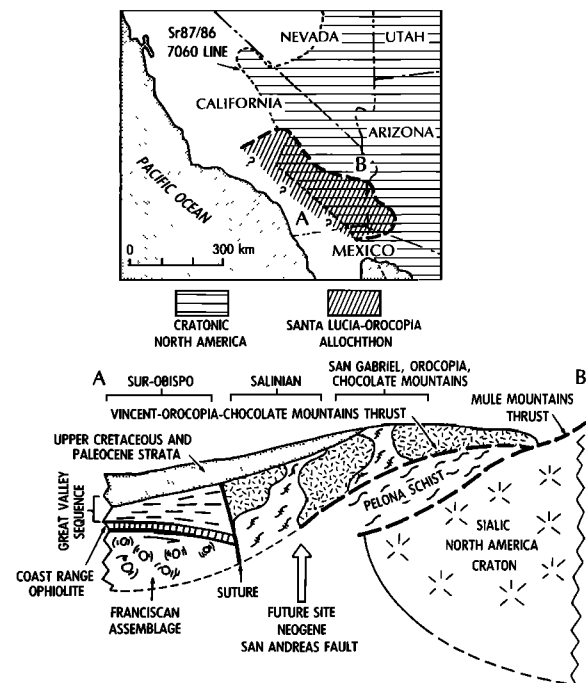 Sr87/86
7060 LINE
NEVADA
UTAH
CALIFORNIA
ARIZONA
B
PACIFIC OCEAN
?
?
?
A
?
0 300 km
MEXICO
CRATONIC
NORTH AMERICA
SANTA LUCIA-OROCOPIA
ALLOCHTHON
A
SUR-OBISPO
SALINIAN
SAN GABRIEL, OROCOPIA,
CHOCOLATE MOUNTAINS
B
VINCENT-OROCOPIA-CHOCOLATE MOUNTAINS THRUST
MULE MOUNTAINS
THRUST
UPPER CRETACEOUS AND
PALEOCENE STRATA
GREAT VALLEY
SEQUENCE
PELONA SCHIST
SIALIC
NORTH AMERICA
CRATON
COAST RANGE
OPHIOLITE
FRANCISCAN
ASSEMBLAGE
SUTURE
FUTURE SITE
NEOGENE
SAN ANDREAS FAULT